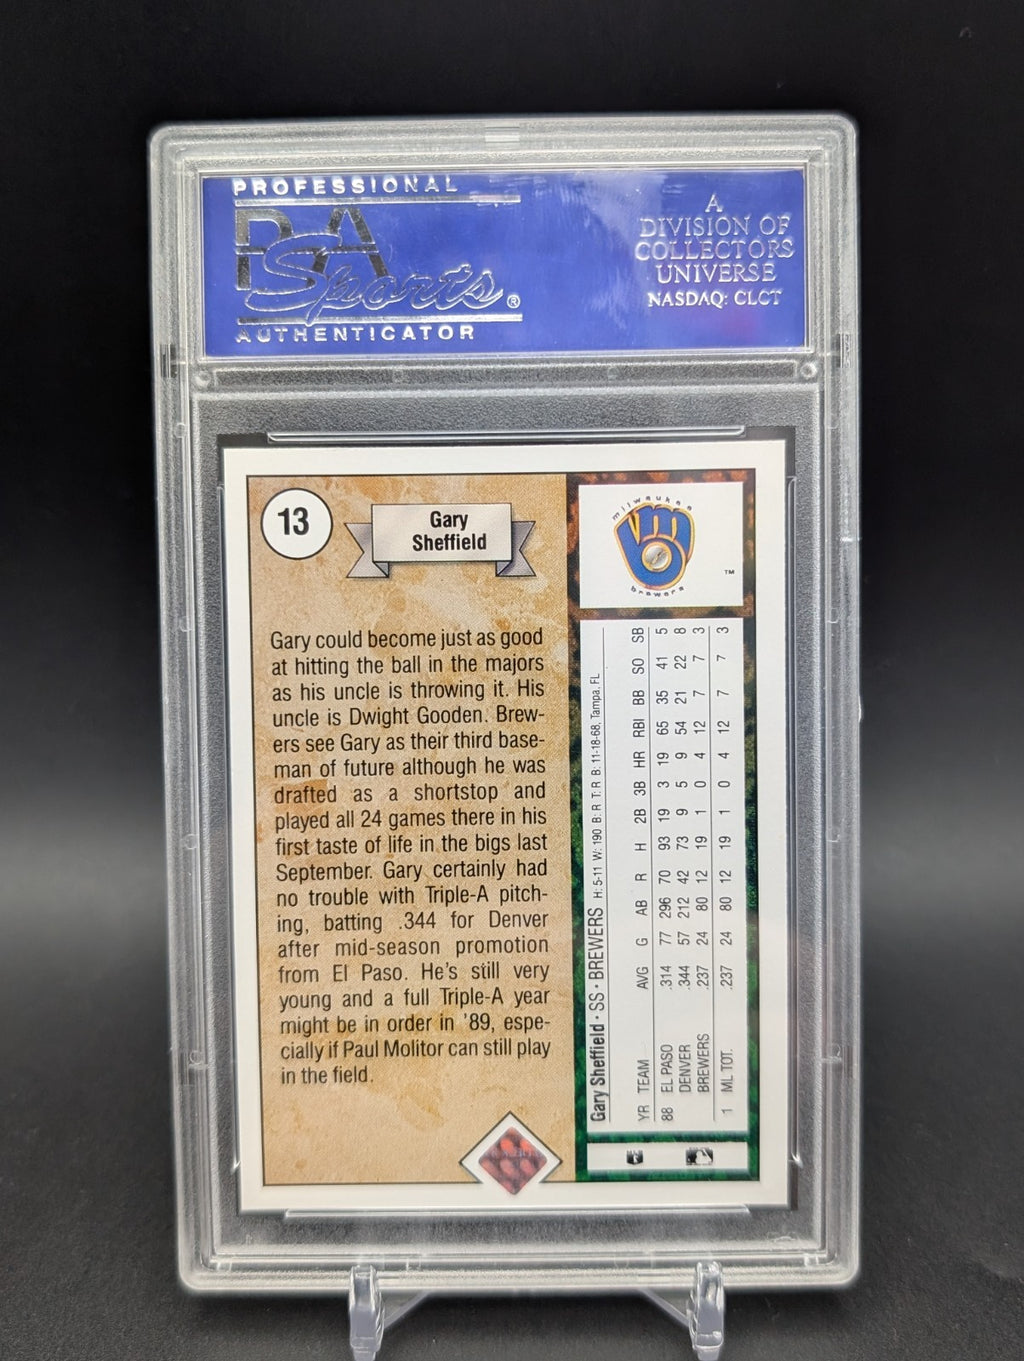 PROFESSIONAL
PSA
Sports®
AUTHENTICATOR
A
DIVISION OF
COLLECTORS
UNIVERSE
NASDAQ: CLCT
13
Gary
Sheffield
Gary could become just as good
at hitting the ball in the majors
as his uncle is throwing it. His
uncle is Dwight Gooden. Brew-
ers see Gary as their third base-
man of future although he was
drafted as a shortstop and
played all 24 games there in his
first taste of life in the bigs last
September. Gary certainly had
no trouble with Triple-A pitch-
ing, batting .344 for Denver
after mid-season promotion
from El Paso. He's still very
young and a full Triple-A year
might be in order in '89, espe-
cially if Paul Molitor can still play
in the field.
milwaukee
brewers
TM
Gary Sheffield • SS • BREWERS H: 5-11 W: 190 B: R T: R B: 11-18-68, Tampa, FL
YR TEAM AVG G AB R H 2B 3B HR RBI BB SO SB
88 EL PASO .314 77 296 70 93 19 3 19 65 35 41 5
DENVER .344 57 212 42 73 9 5 9 54 21 22 8
BREWERS .237 24 80 12 19 1 0 4 12 7 7 3
1 ML TOT. .237 24 80 12 19 1 0 4 12 7 7 3